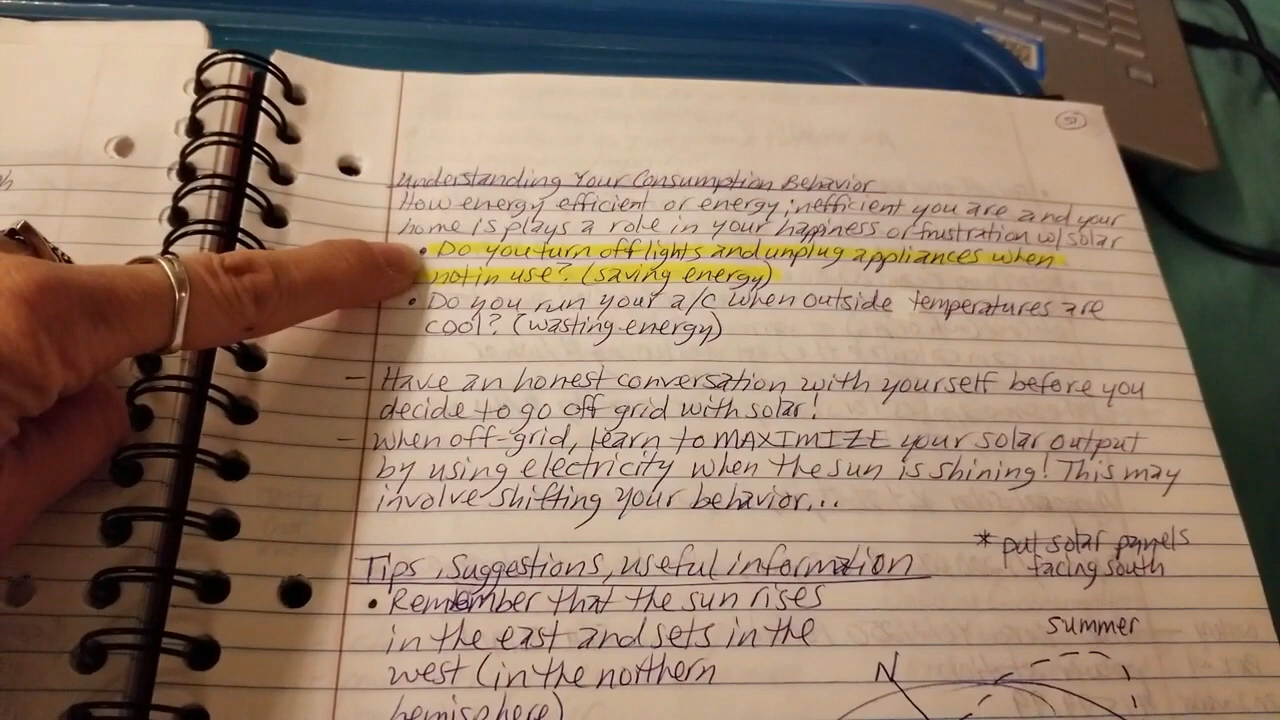 51
Understanding Your Consumption Behavior
How energy efficient or energy inefficient you are and your
home is plays a role in your happiness or frustration w/ solar
• Do you turn off lights and unplug appliances when
not in use? (saving energy)
• Do you run your a/c when outside temperatures are
cool? (wasting energy)
- Have an honest conversation with yourself before you
decide to go off grid with solar!
- When off-grid, learn to MAXIMIZE your solar output
by using electricity when the sun is shining! This may
involve shifting your behavior...
* put solar panels
facing south
Tips, Suggestions, useful information
• Remember that the sun rises
in the east and sets in the
west (in the northern
hemisphere)
summer
N